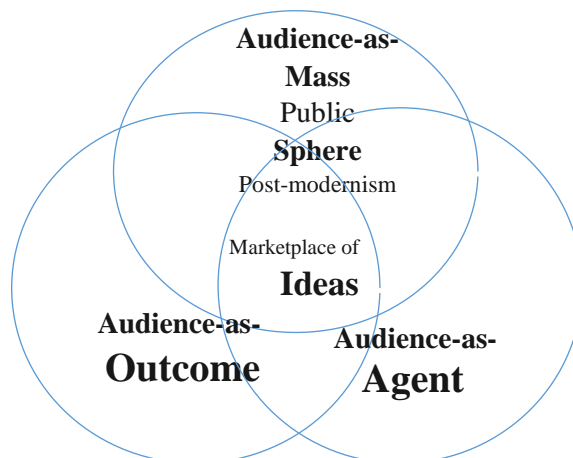 Audience-as-
Mass
Public
Sphere
Post-modernism
Marketplace of
Ideas
Audience-as-
Outcome
Audience-as-
Agent